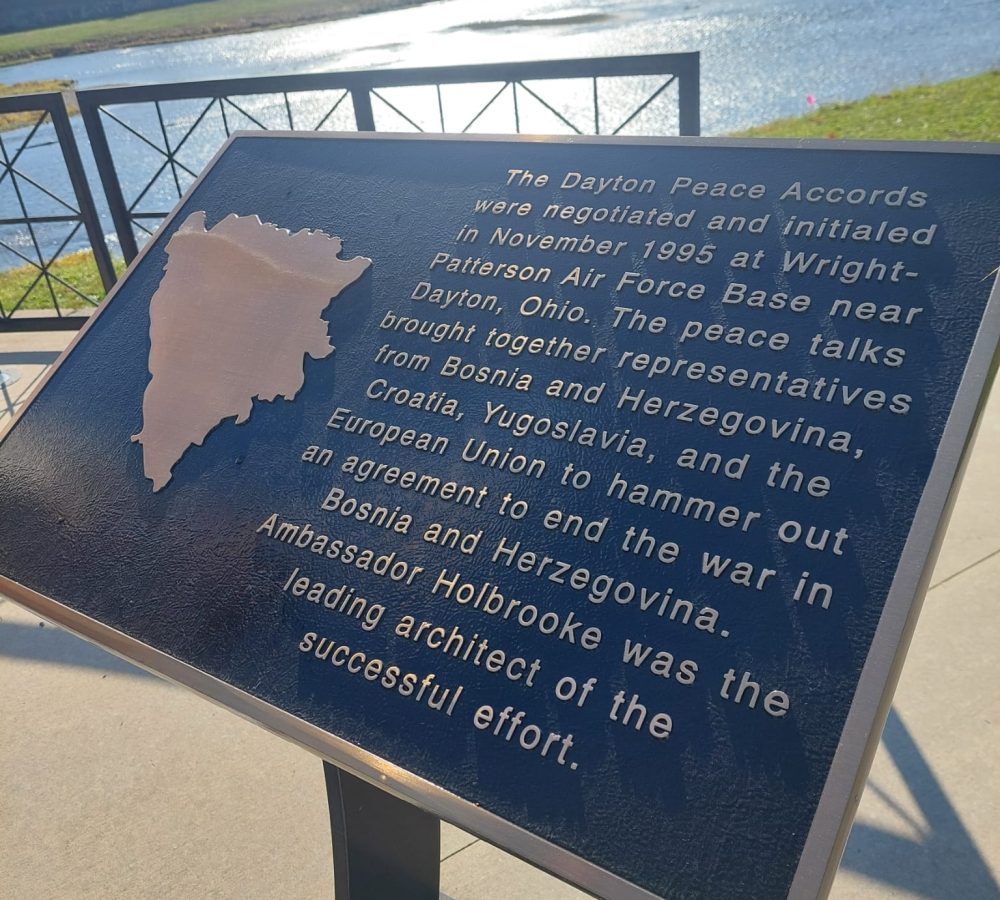 The Dayton Peace Accords
were negotiated and initialed
in November 1995 at Wright-
Patterson Air Force Base near
Dayton, Ohio. The peace talks
brought together representatives
from Bosnia and Herzegovina,
Croatia, Yugoslavia, and the
European Union to hammer out
an agreement to end the war in
Bosnia and Herzegovina.
Ambassador Holbrooke was the
leading architect of the
successful effort.